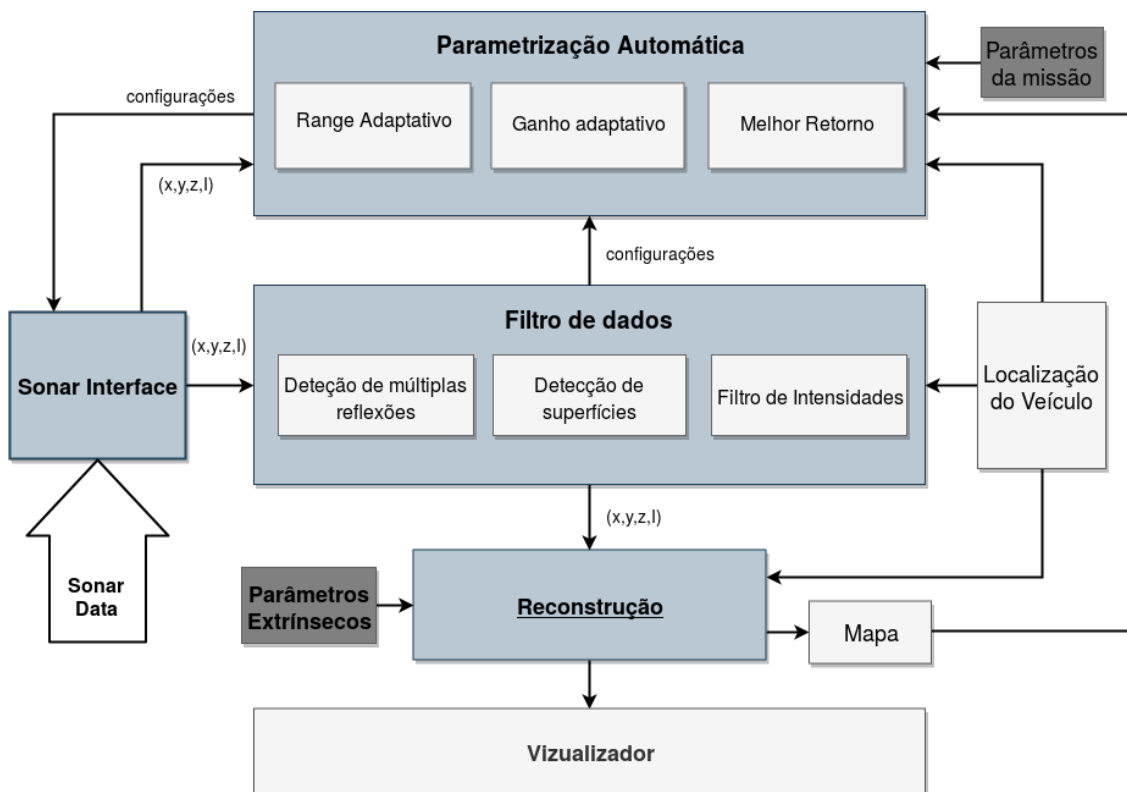 Parametrização Automática
Parâmetros
da missão
configurações
Range Adaptativo
Ganho adaptativo
Melhor Retorno
(x,y,z,I)
configurações
Filtro de dados
(x,y,z,I)
Sonar Interface
Deteção de múltiplas
reflexões
Detecção de
superfícies
Filtro de Intensidades
Localização
do Veículo
(x,y,z,I)
Sonar
Data
Parâmetros
Extrínsecos
Reconstrução
Mapa
Vizualizador